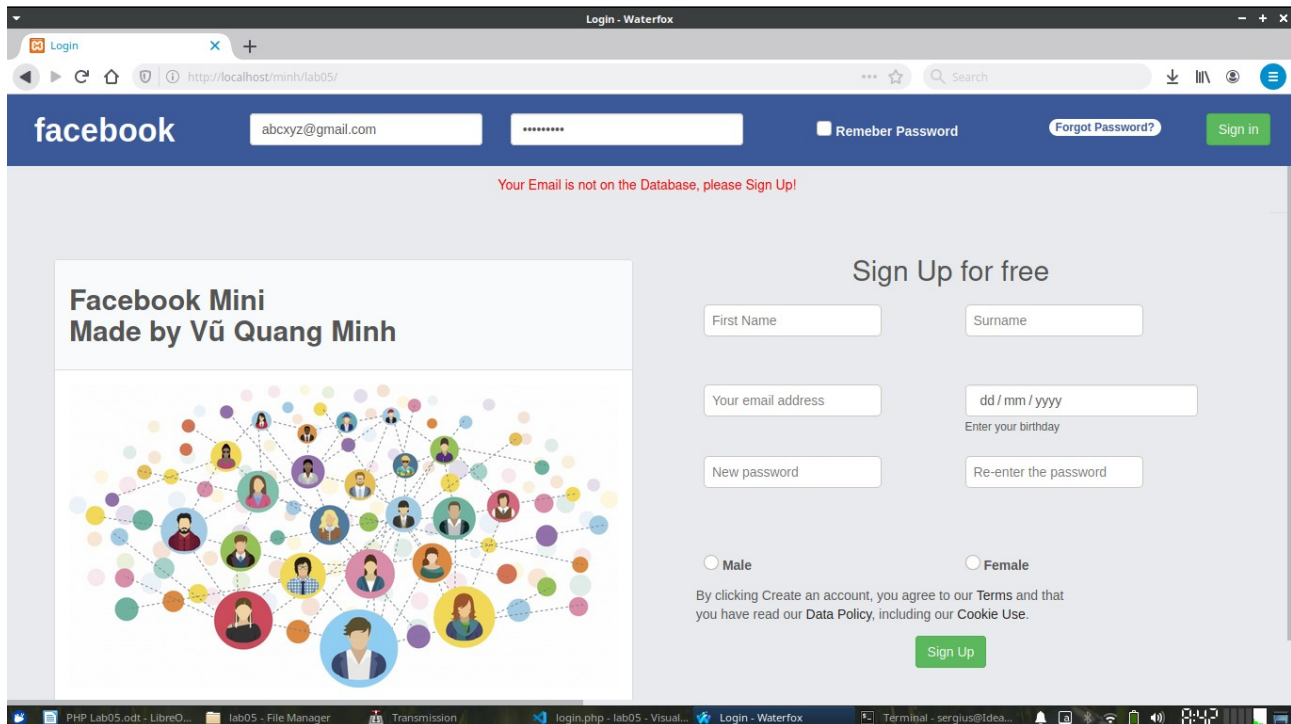 Login - Waterfox
Login
http://localhost/minh/lab05/
Search
facebook
abcxyz@gmail.com
•••••••••
Remeber Password
Forgot Password?
Sign in
Your Email is not on the Database, please Sign Up!
Facebook Mini
Made by Vũ Quang Minh
Sign Up for free
First Name
Surname
Your email address
dd / mm / yyyy
Enter your birthday
New password
Re-enter the password
Male
Female
By clicking Create an account, you agree to our Terms and that
you have read our Data Policy, including our Cookie Use.
Sign Up
PHP Lab05.odt - LibreO...
lab05 - File Manager
Transmission
login.php - lab05 - Visual...
Login - Waterfox
Terminal - sergius@Idea...